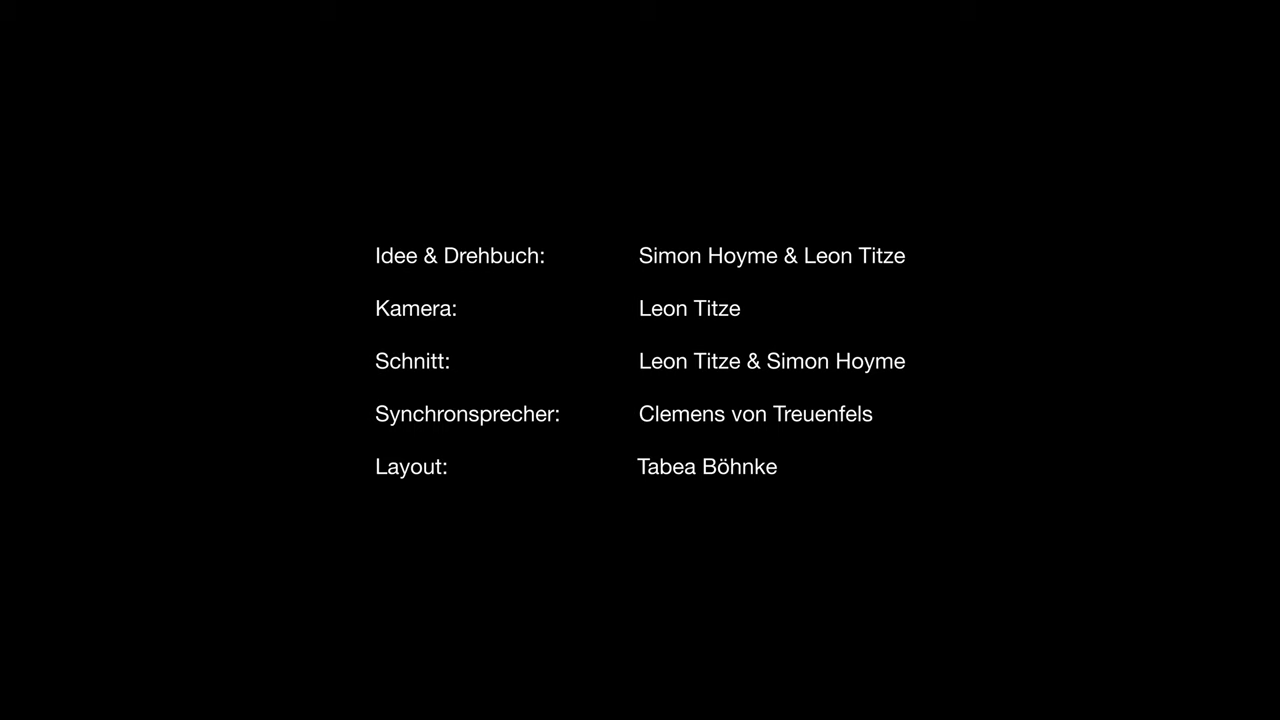 Idee & Drehbuch: Simon Hoyme & Leon Titze
Kamera: Leon Titze
Schnitt: Leon Titze & Simon Hoyme
Synchronsprecher: Clemens von Treuenfels
Layout: Tabea Böhnke